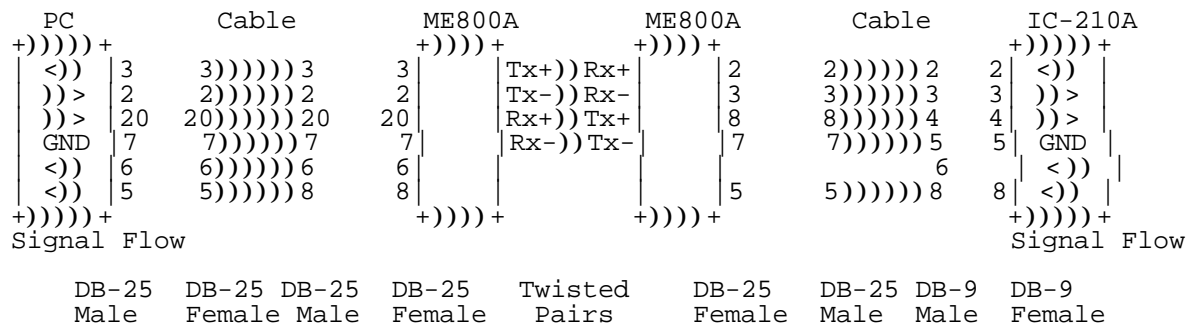 PC Cable ME800A ME800A Cable IC-210A
+)))))+ +))))+ +))))+ +)))))+
| <)) |3 3))))))3 3| |Tx+))Rx+| |2 2))))))2 2| <)) |
| ))> |2 2))))))2 2| |Tx-))Rx-| |3 3))))))3 3| ))> |
| ))> |20 20))))))20 20| |Rx+))Tx+| |8 8))))))4 4| ))> |
| GND |7 7))))))7 7| |Rx-))Tx-| |7 7))))))5 5| GND |
| <)) |6 6))))))6 6| | | | 6 | <)) |
| <)) |5 5))))))8 8| | | |5 5))))))8 8| <)) |
+)))))+ +))))+ +))))+ +)))))+
Signal Flow Signal Flow
DB-25 DB-25 DB-25 DB-25 Twisted DB-25 DB-25 DB-9 DB-9
Male Female Male Female Pairs Female Male Male Female